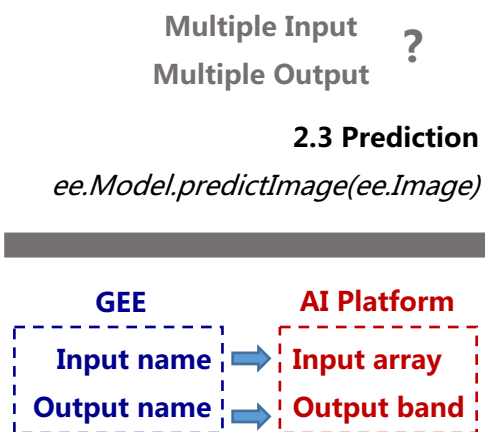 Multiple Input
Multiple Output
?
2.3 Prediction
ee.Model.predictImage(ee.Image)
GEE AI Platform
Input name Input array
Output name Output band